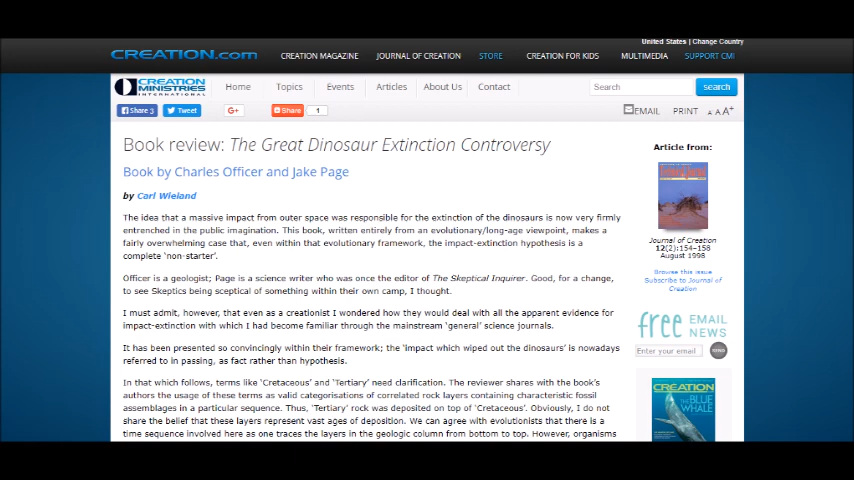 United States | Change Country
CREATION.com
CREATION MAGAZINE JOURNAL OF CREATION STORE CREATION FOR KIDS MULTIMEDIA SUPPORT CMI
CREATION MINISTRIES INTERNATIONAL
Home Topics Events Articles About Us Contact
Search search
Share 3 Tweet G+ Share 1
EMAIL PRINT A A A+
Book review: The Great Dinosaur Extinction Controversy
Book by Charles Officer and Jake Page
by Carl Wieland
The idea that a massive impact from outer space was responsible for the extinction of the dinosaurs is now very firmly
entrenched in the public imagination. This book, written entirely from an evolutionary/long-age viewpoint, makes a
fairly overwhelming case that, even within that evolutionary framework, the impact-extinction hypothesis is a
complete ‘non-starter’.
Officer is a geologist; Page is a science writer who was once the editor of The Skeptical Inquirer. Good, for a change,
to see Skeptics being sceptical of something within their own camp, I thought.
I must admit, however, that even as a creationist I wondered how they would deal with all the apparent evidence for
impact-extinction with which I had become familiar through the mainstream ‘general’ science journals.
It has been presented so convincingly within their framework; the ‘impact which wiped out the dinosaurs’ is nowadays
referred to in passing, as fact rather than hypothesis.
In that which follows, terms like ‘Cretaceous’ and ‘Tertiary’ need clarification. The reviewer shares with the book’s
authors the usage of these terms as valid categorisations of correlated rock layers containing characteristic fossil
assemblages in a particular sequence. Thus, ‘Tertiary’ rock was deposited on top of ‘Cretaceous’. Obviously, I do not
share the belief that these layers represent vast ages of deposition. We can agree with evolutionists that there is a
time sequence involved here as one traces the layers in the geologic column from bottom to top. However, organisms
Article from:
Journal of Creation
12(2):154–158
August 1998
Browse this issue
Subscribe to Journal of
Creation
free EMAIL NEWS
Enter your email
CREATION
THE BLUE
WHALE